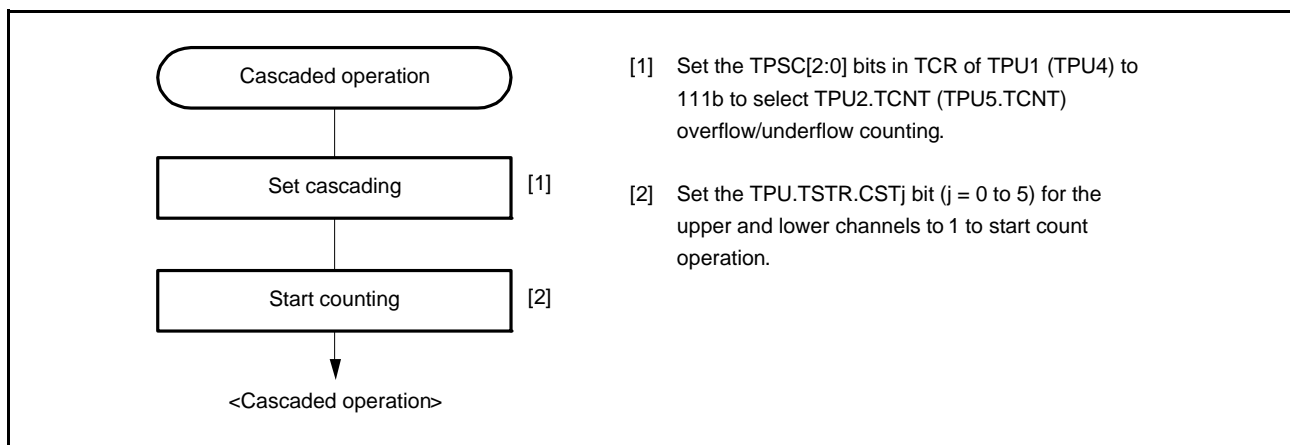 Cascaded operation
Set cascading
[1]
Start counting
[2]
<Cascaded operation>
[1] Set the TPSC[2:0] bits in TCR of TPU1 (TPU4) to
111b to select TPU2.TCNT (TPU5.TCNT)
overflow/underflow counting.
[2] Set the TPU.TSTR.CSTj bit (j = 0 to 5) for the
upper and lower channels to 1 to start count
operation.